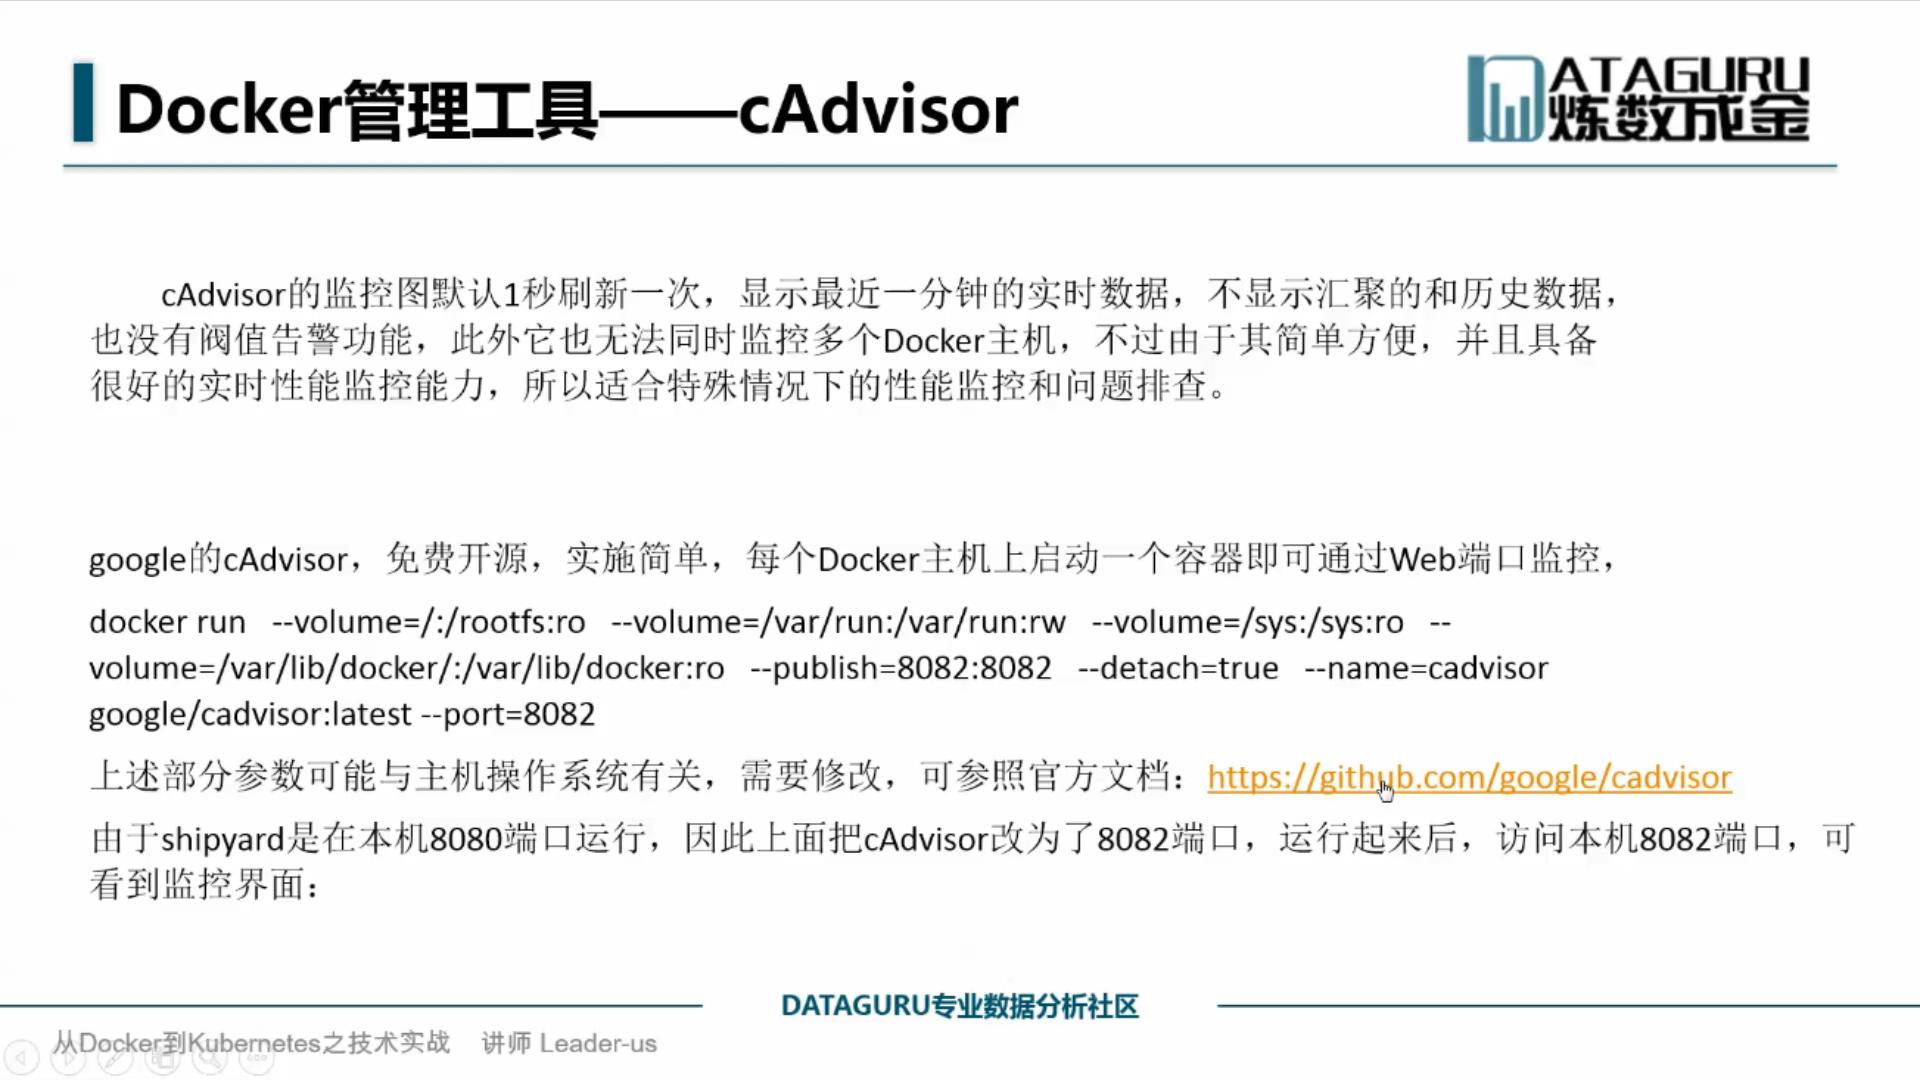 Docker管理工具——cAdvisor
DATAGURU
炼数成金
cAdvisor的监控图默认1秒刷新一次，显示最近一分钟的实时数据，不显示汇聚的和历史数据，
也没有阀值告警功能，此外它也无法同时监控多个Docker主机，不过由于其简单方便，并且具备
很好的实时性能监控能力，所以适合特殊情况下的性能监控和问题排查。
google的cAdvisor，免费开源，实施简单，每个Docker主机上启动一个容器即可通过Web端口监控，
docker run --volume=/:/rootfs:ro --volume=/var/run:/var/run:rw --volume=/sys:/sys:ro --
volume=/var/lib/docker/:/var/lib/docker:ro --publish=8082:8082 --detach=true --name=cadvisor
google/cadvisor:latest --port=8082
上述部分参数可能与主机操作系统有关，需要修改，可参照官方文档：https://github.com/google/cadvisor
由于shipyard是在本机8080端口运行，因此上面把cAdvisor改为了8082端口，运行起来后，访问本机8082端口，可
看到监控界面：
DATAGURU专业数据分析社区
从Docker到Kubernetes之技术实战 讲师 Leader-us